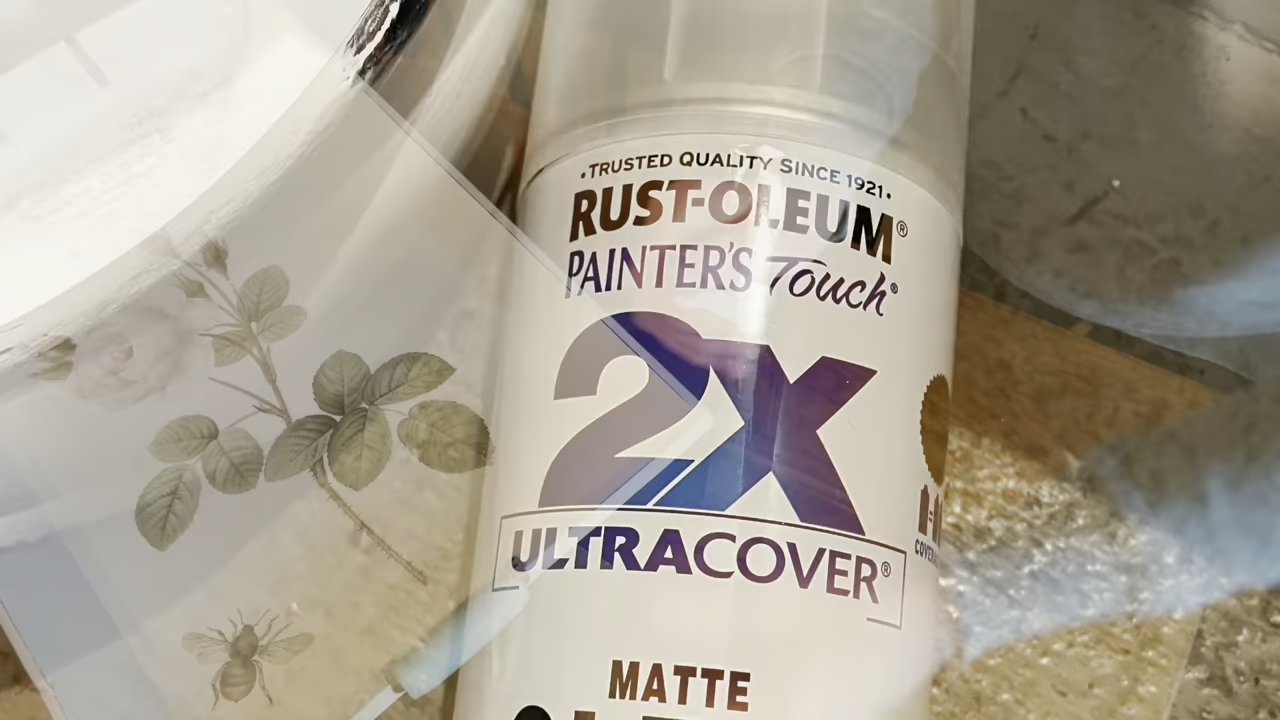 •TRUSTED QUALITY SINCE 1921•
RUST-OLEUM®
PAINTER'S Touch®
2X
ULTRACOVER®
MATTE